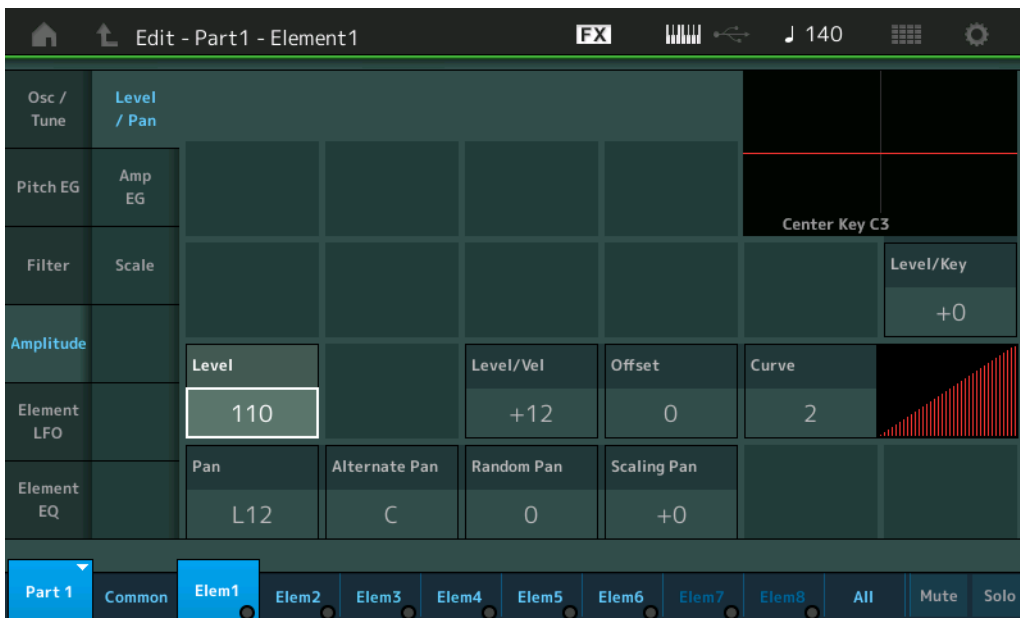 Edit - Part1 - Element1
FX
♩ 140
Osc /
Tune
Level
/ Pan
Pitch EG
Amp
EG
Center Key C3
Filter
Scale
Level/Key
+0
Amplitude
Level
Level/Vel
Offset
Curve
110
+12
0
2
Element
LFO
Pan
Alternate Pan
Random Pan
Scaling Pan
L12
C
0
+0
Element
EQ
Part 1
Common
Elem1
Elem2
Elem3
Elem4
Elem5
Elem6
Elem7
Elem8
All
Mute
Solo